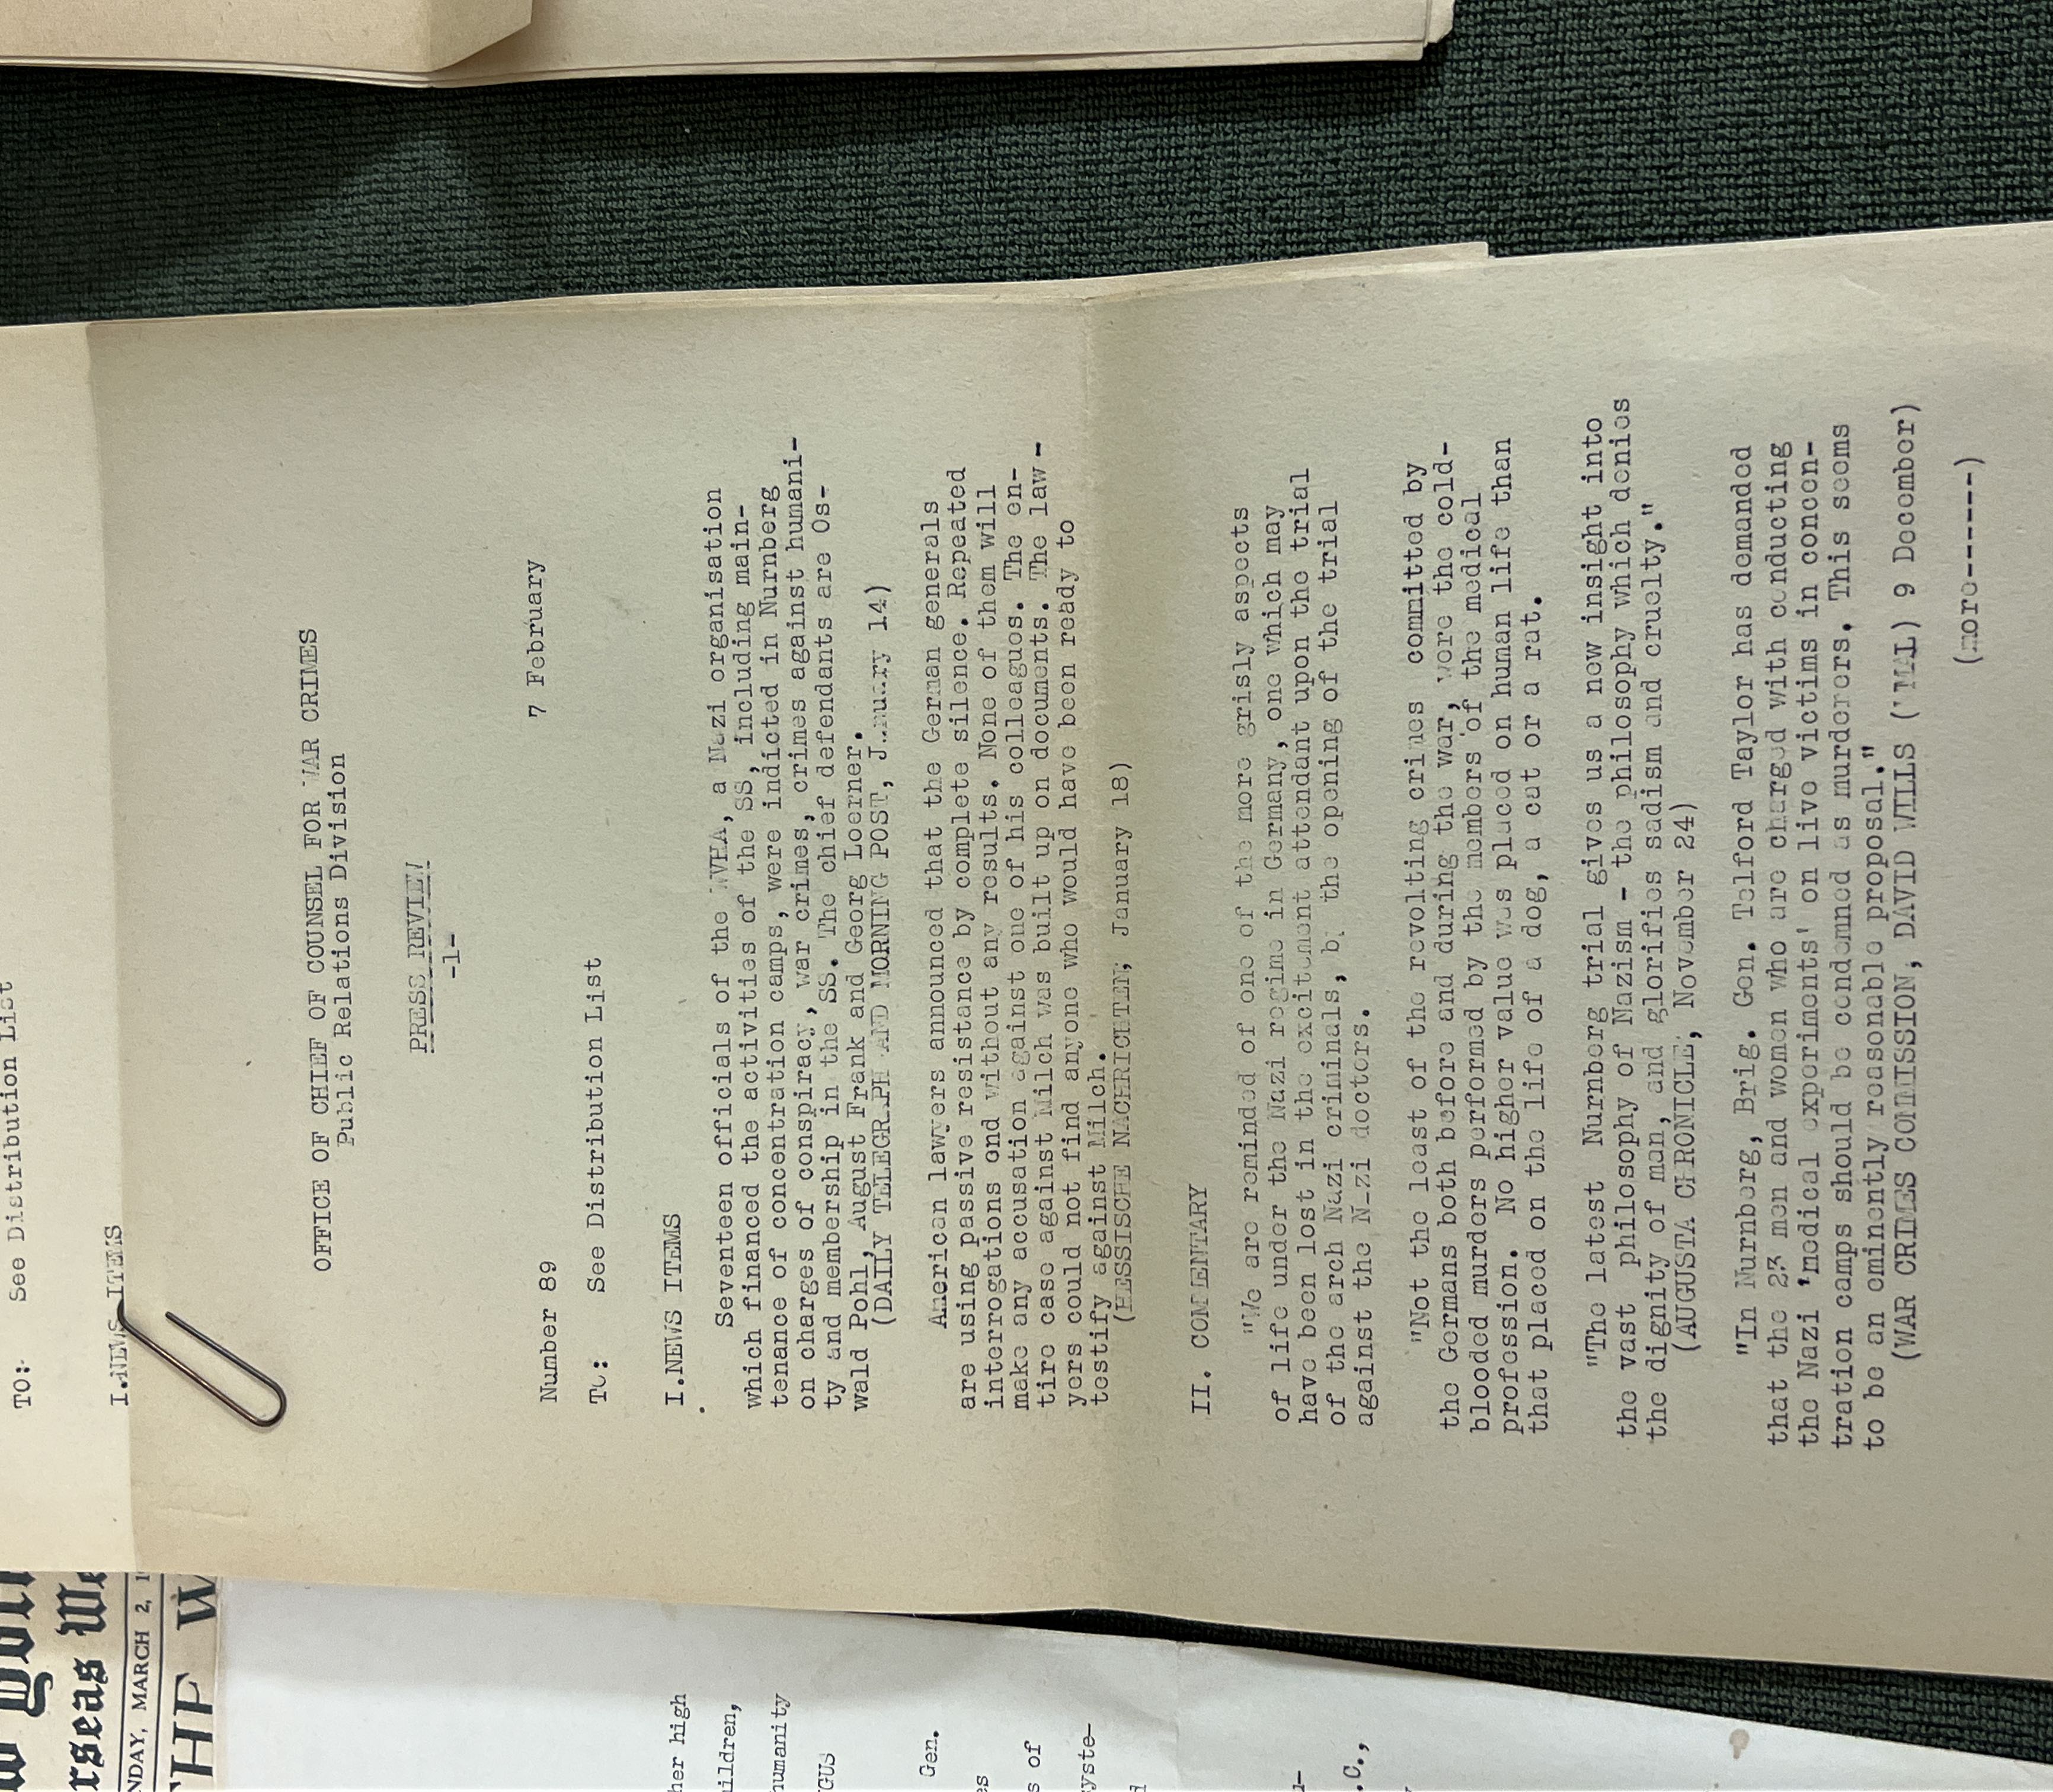 TO:- See Distribution List
I.NEWS ITEMS
OFFICE OF CHIEF OF COUNSEL FOR WAR CRIMES
Public Relations Division
PRESS REVIEW
-1-
Number 89 7 February
To: See Distribution List
I.NEWS ITEMS
Seventeen officials of the WVHA, a Nazi organisation
which financed the activities of the SS, including main-
tenance of concentration camps, were indicted in Nurnberg
on charges of conspiracy, war crimes, crimes against humani-
ty and membership in the SS. The chief defendants are Os-
wald Pohl, August Frank and Georg Loerner.
(DAILY TELEGRAPH AND MORNING POST, January 14)
American lawyers announced that the German generals
are using passive resistance by complete silence. Repeated
interrogations end without any results. None of them will
make any accusation against one of his colleagues. The en-
tire case against Milch was built up on documents. The law-
yers could not find anyone who would have been ready to
testify against Milch.
(HESSISCHE NACHRICHTEN, January 18)
II. COMMENTARY
"We are reminded of one of the more grisly aspects
of life under the Nazi regime in Germany, one which may
have been lost in the excitement attendant upon the trial
of the arch Nazi criminals, by the opening of the trial
against the Nazi doctors.
"Not the least of the revolting crimes committed by
the Germans both before and during the war, were the cold-
blooded murders performed by the members of the medical
profession. No higher value was placed on human life than
that placed on the life of a dog, a cat or a rat.
"The latest Nurnberg trial gives us a new insight into
the vast philosophy of Nazism - the philosophy which denies
the dignity of man, and glorifies sadism and cruelty."
(AUGUSTA CHRONICLE, November 24)
"In Nurnberg, Brig. Gen. Telford Taylor has demanded
that the 23 men and women who are charged with conducting
the Nazi 'medical experiments' on live victims in concen-
tration camps should be condemned as murderers. This seems
to be an eminently reasonable proposal."
(WAR CRIMES COMMISSION, DAVID WILLS ('MAL) 9 December)
(more------)
rseas We
NDAY, MARCH 2, 1
THE W
her high
ildren,
humanity
GUS
Gen.
es
s of
yste-
d
u-
.C.,